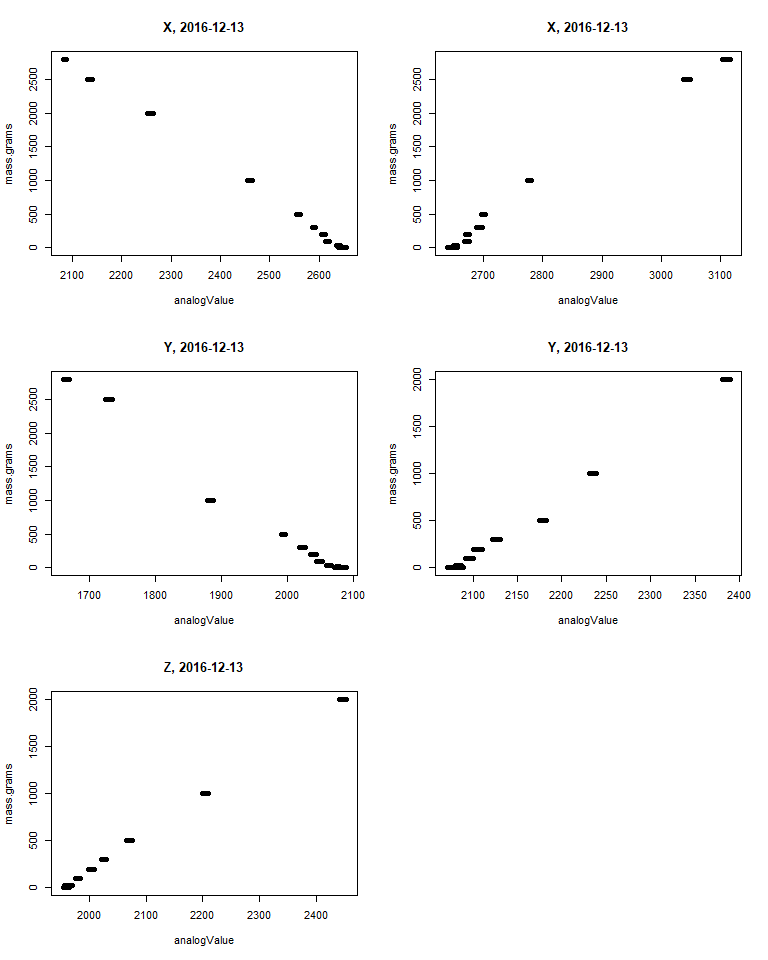 X, 2016-12-13
mass.grams
0
500
1000
1500
2000
2500
2100 2200 2300 2400 2500 2600
analogValue
X, 2016-12-13
mass.grams
0
500
1000
1500
2000
2500
2700 2800 2900 3000 3100
analogValue
Y, 2016-12-13
mass.grams
0
500
1000
1500
2000
2500
1700 1800 1900 2000 2100
analogValue
Y, 2016-12-13
mass.grams
0
500
1000
1500
2000
2100 2150 2200 2250 2300 2350 2400
analogValue
Z, 2016-12-13
mass.grams
0
500
1000
1500
2000
2000 2100 2200 2300 2400
analogValue